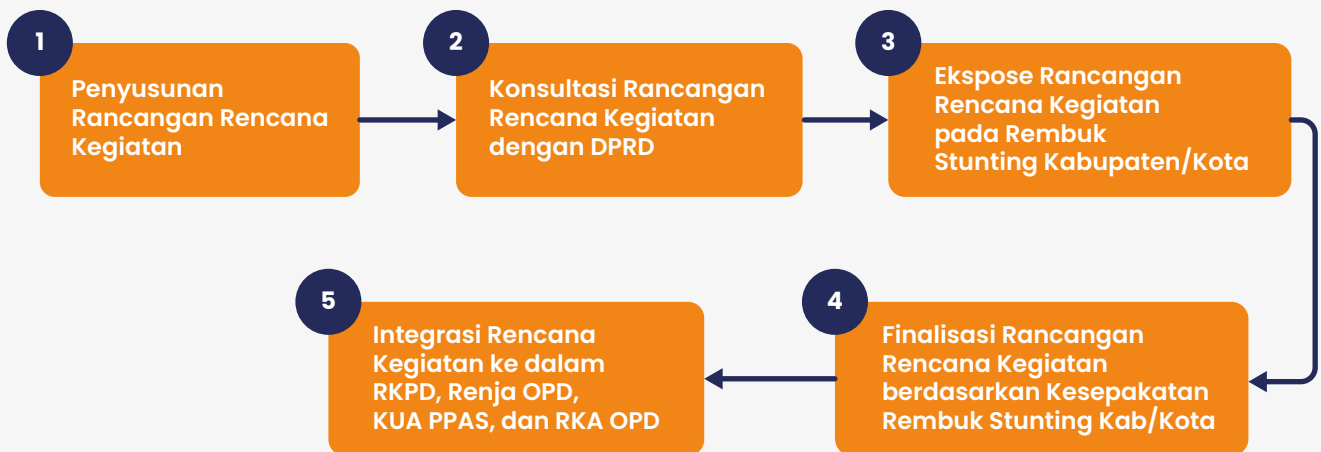 1
Penyusunan
Rancangan Rencana
Kegiatan
2
Konsultasi Rancangan
Rencana Kegiatan
dengan DPRD
3
Ekspose Rancangan
Rencana Kegiatan
pada Rembuk
Stunting Kabupaten/Kota
4
Finalisasi Rancangan
Rencana Kegiatan
berdasarkan Kesepakatan
Rembuk Stunting Kab/Kota
5
Integrasi Rencana
Kegiatan ke dalam
RKPD, Renja OPD,
KUA PPAS, dan RKA OPD